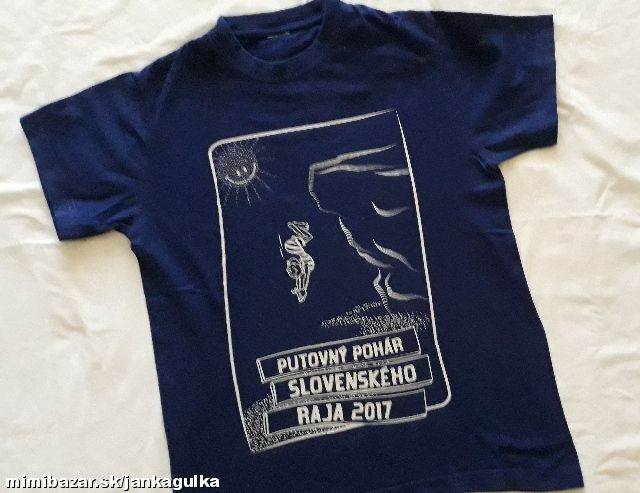 PUTOVNÝ POHÁR
SLOVENSKÉHO
RAJA 2017
mimibazar.sk/jankagulka